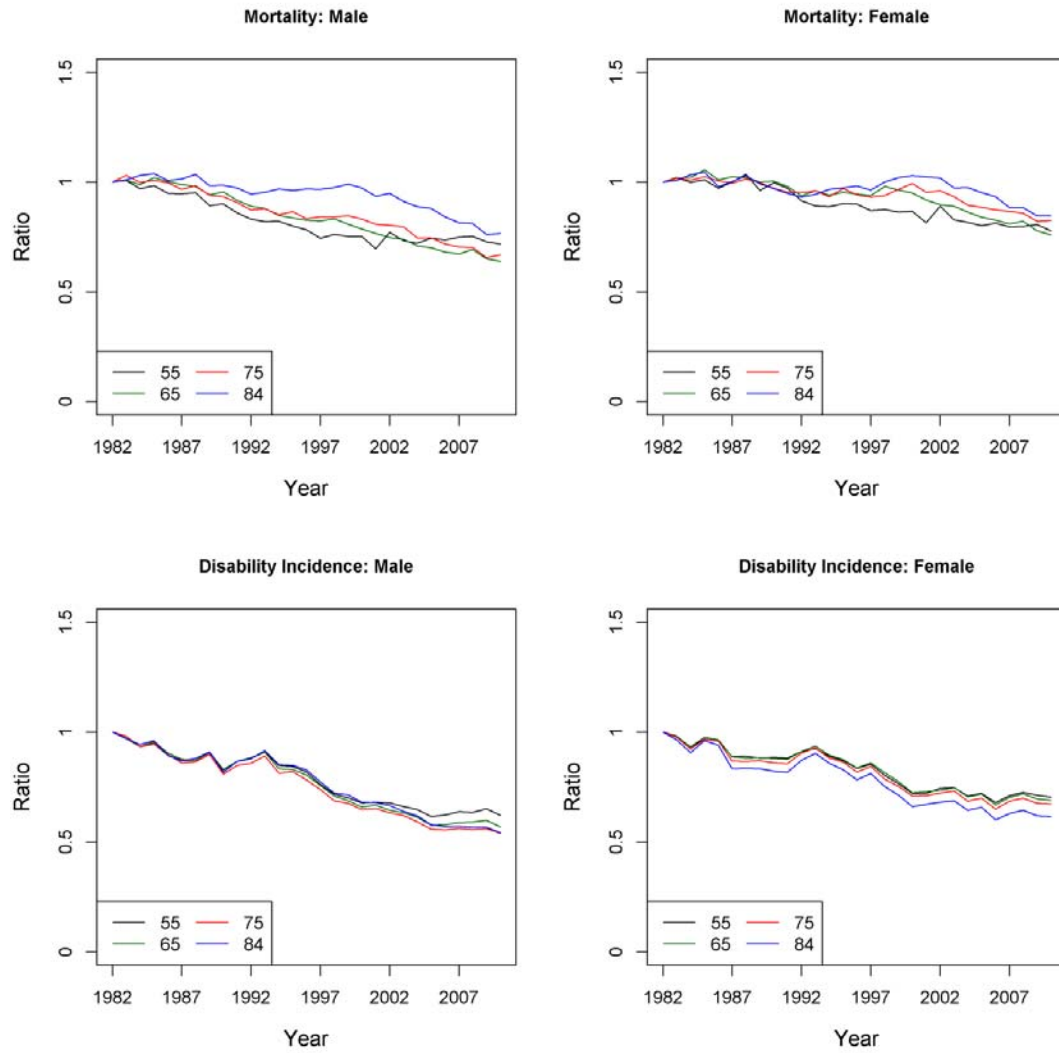 Mortality: Male
Ratio
1.5
1
0.5
0
55 75
65 84
1982 1987 1992 1997 2002 2007
Year
Mortality: Female
Ratio
1.5
1
0.5
0
55 75
65 84
1982 1987 1992 1997 2002 2007
Year
Disability Incidence: Male
Ratio
1.5
1
0.5
0
55 75
65 84
1982 1987 1992 1997 2002 2007
Year
Disability Incidence: Female
Ratio
1.5
1
0.5
0
55 75
65 84
1982 1987 1992 1997 2002 2007
Year